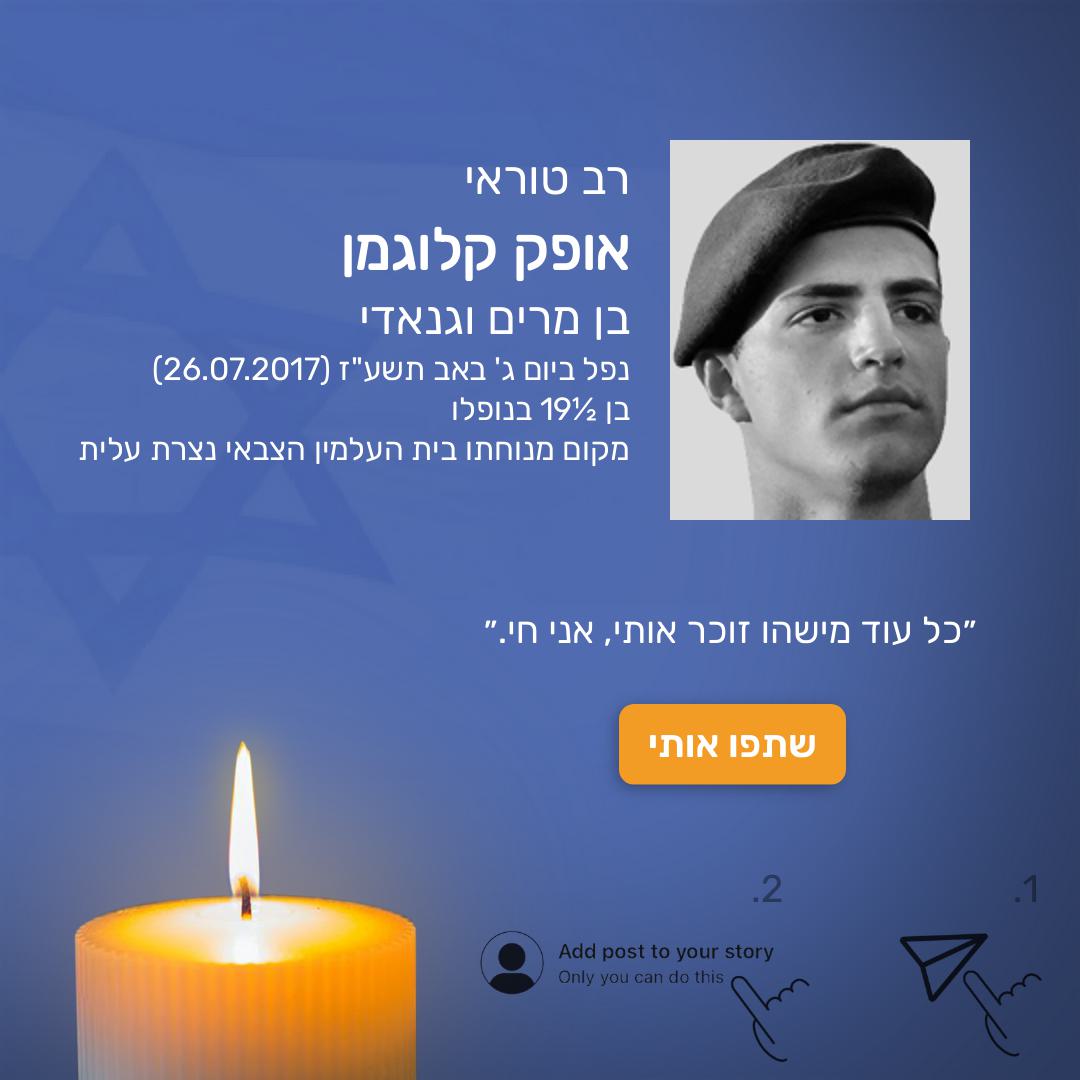 רב טוראי
אופק קלוגמן
בן מרים וגנאדי
נפל ביום ג' באב תשע"ז (26.07.2017)
בן 19½ בנופלו
מקום מנוחתו בית העלמין הצבאי נצרת עלית
״כל עוד מישהו זוכר אותי, אני חי.״
שתפו אותי
.1
.2
Add post to your story
Only you can do this